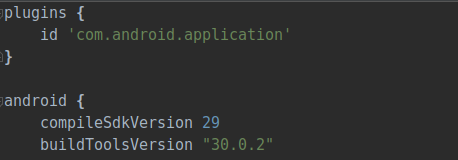 plugins {
    id 'com.android.application'
}
android {
    compileSdkVersion 29
    buildToolsVersion "30.0.2"